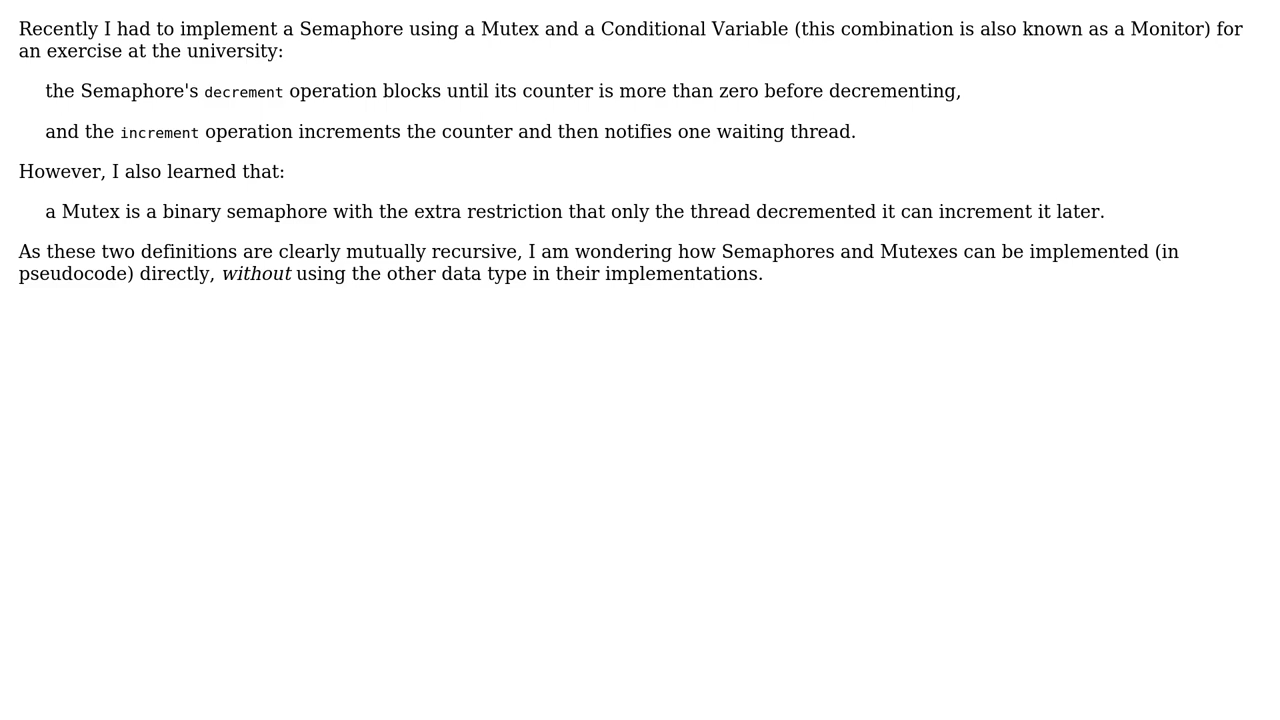 Recently I had to implement a Semaphore using a Mutex and a Conditional Variable (this combination is also known as a Monitor) for
an exercise at the university:
the Semaphore's decrement operation blocks until its counter is more than zero before decrementing,
and the increment operation increments the counter and then notifies one waiting thread.
However, I also learned that:
a Mutex is a binary semaphore with the extra restriction that only the thread decremented it can increment it later.
As these two definitions are clearly mutually recursive, I am wondering how Semaphores and Mutexes can be implemented (in
pseudocode) directly, without using the other data type in their implementations.